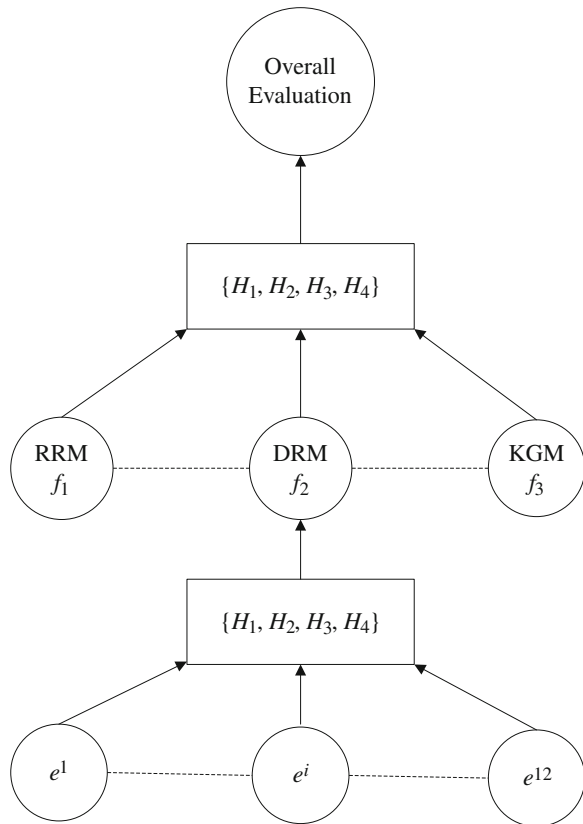 Overall
Evaluation
{H₁, H₂, H₃, H₄}
RRM
f₁
DRM
f₂
KGM
f₃
{H₁, H₂, H₃, H₄}
e¹
eⁱ
e¹²